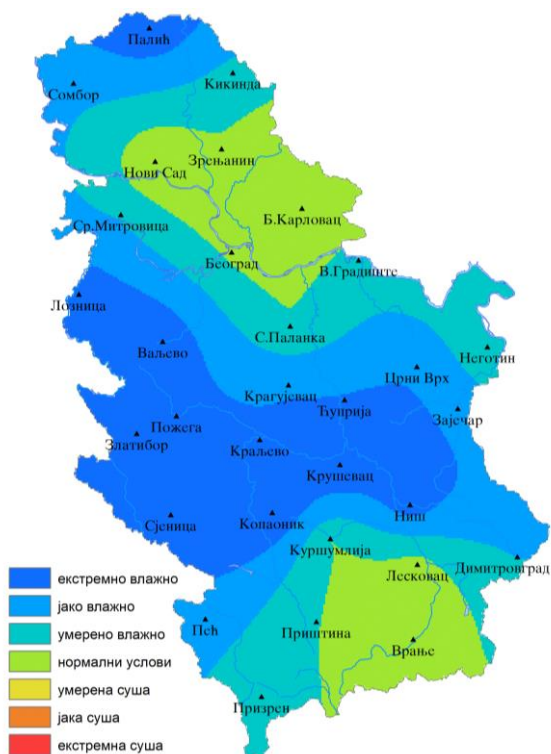 Палић
Кикинда
Сомбор
Зрењанин
Нови Сад
Б.Карловац
Ср.Митровица
Београд
В.Градиште
Лозница
С.Паланка
Ваљево
Неготин
Црни Врх
Крагујевац
Ћуприја
Зајечар
Пожега
Златибор
Краљево
Крушевац
Сјеница
Копаоник
Ниш
Куршумлија
Лесковац
Димитровград
Пећ
Приштина
Врање
Призрен
екстремно влажно
јако влажно
умерено влажно
нормални услови
умерена суша
јака суша
екстремна суша